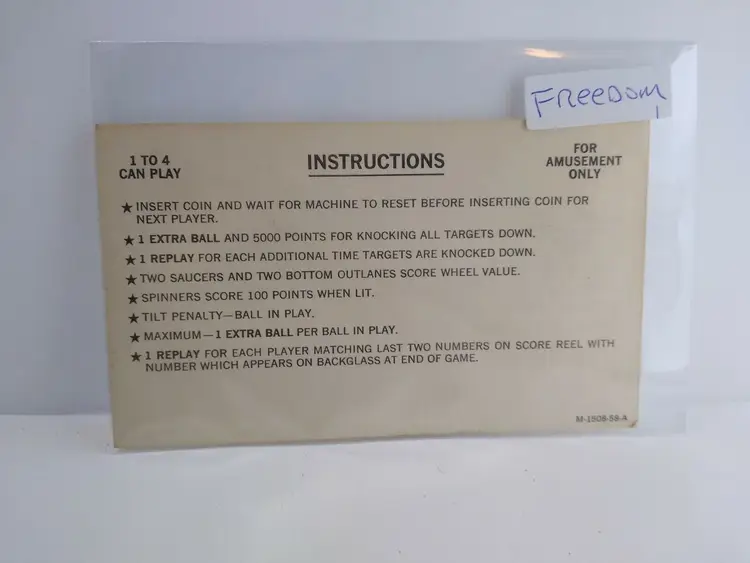 FReeDom
1 TO 4
CAN PLAY
INSTRUCTIONS
FOR
AMUSEMENT
ONLY
★ INSERT COIN AND WAIT FOR MACHINE TO RESET BEFORE INSERTING COIN FOR
NEXT PLAYER.
★ 1 EXTRA BALL AND 5000 POINTS FOR KNOCKING ALL TARGETS DOWN.
★ 1 REPLAY FOR EACH ADDITIONAL TIME TARGETS ARE KNOCKED DOWN.
★ TWO SAUCERS AND TWO BOTTOM OUTLANES SCORE WHEEL VALUE.
★ SPINNERS SCORE 100 POINTS WHEN LIT.
★ TILT PENALTY—BALL IN PLAY.
★ MAXIMUM—1 EXTRA BALL PER BALL IN PLAY.
★ 1 REPLAY FOR EACH PLAYER MATCHING LAST TWO NUMBERS ON SCORE REEL WITH
NUMBER WHICH APPEARS ON BACKGLASS AT END OF GAME.
M-1508-59-A